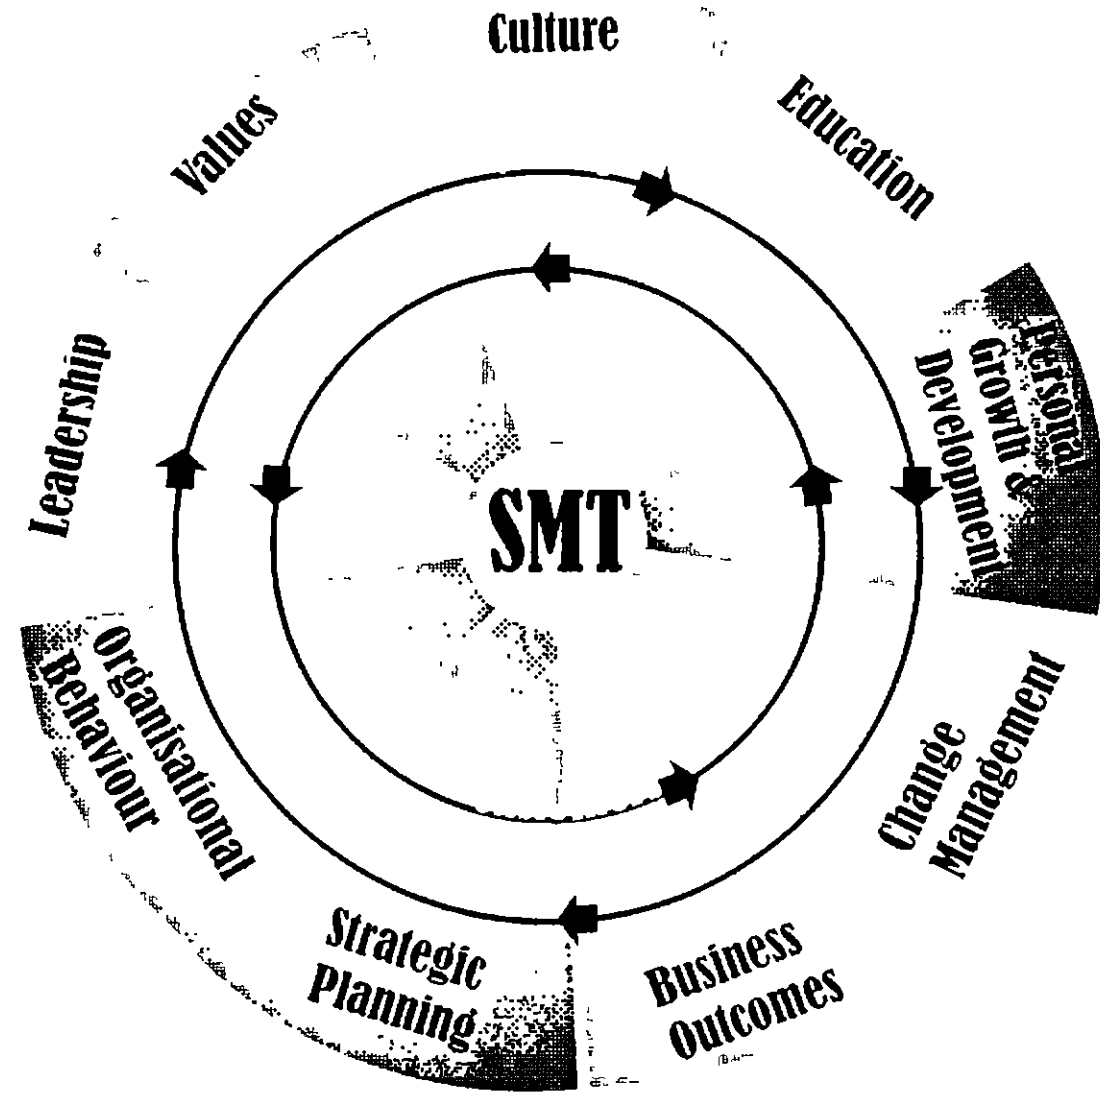 Culture
Education
Personal
Growth &
Development
Change
Management
Business
Outcomes
Strategic
Planning
Organisational
Behaviour
Leadership
Values
SMT